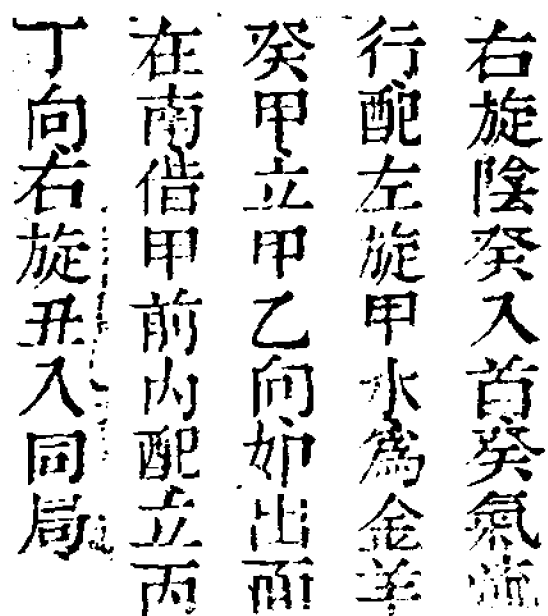 右旋陰癸入首癸氣流
行配左旋甲水爲金羊
癸甲立甲乙向如出面
在南借甲前內配立丙
丁向右旋丑入同局